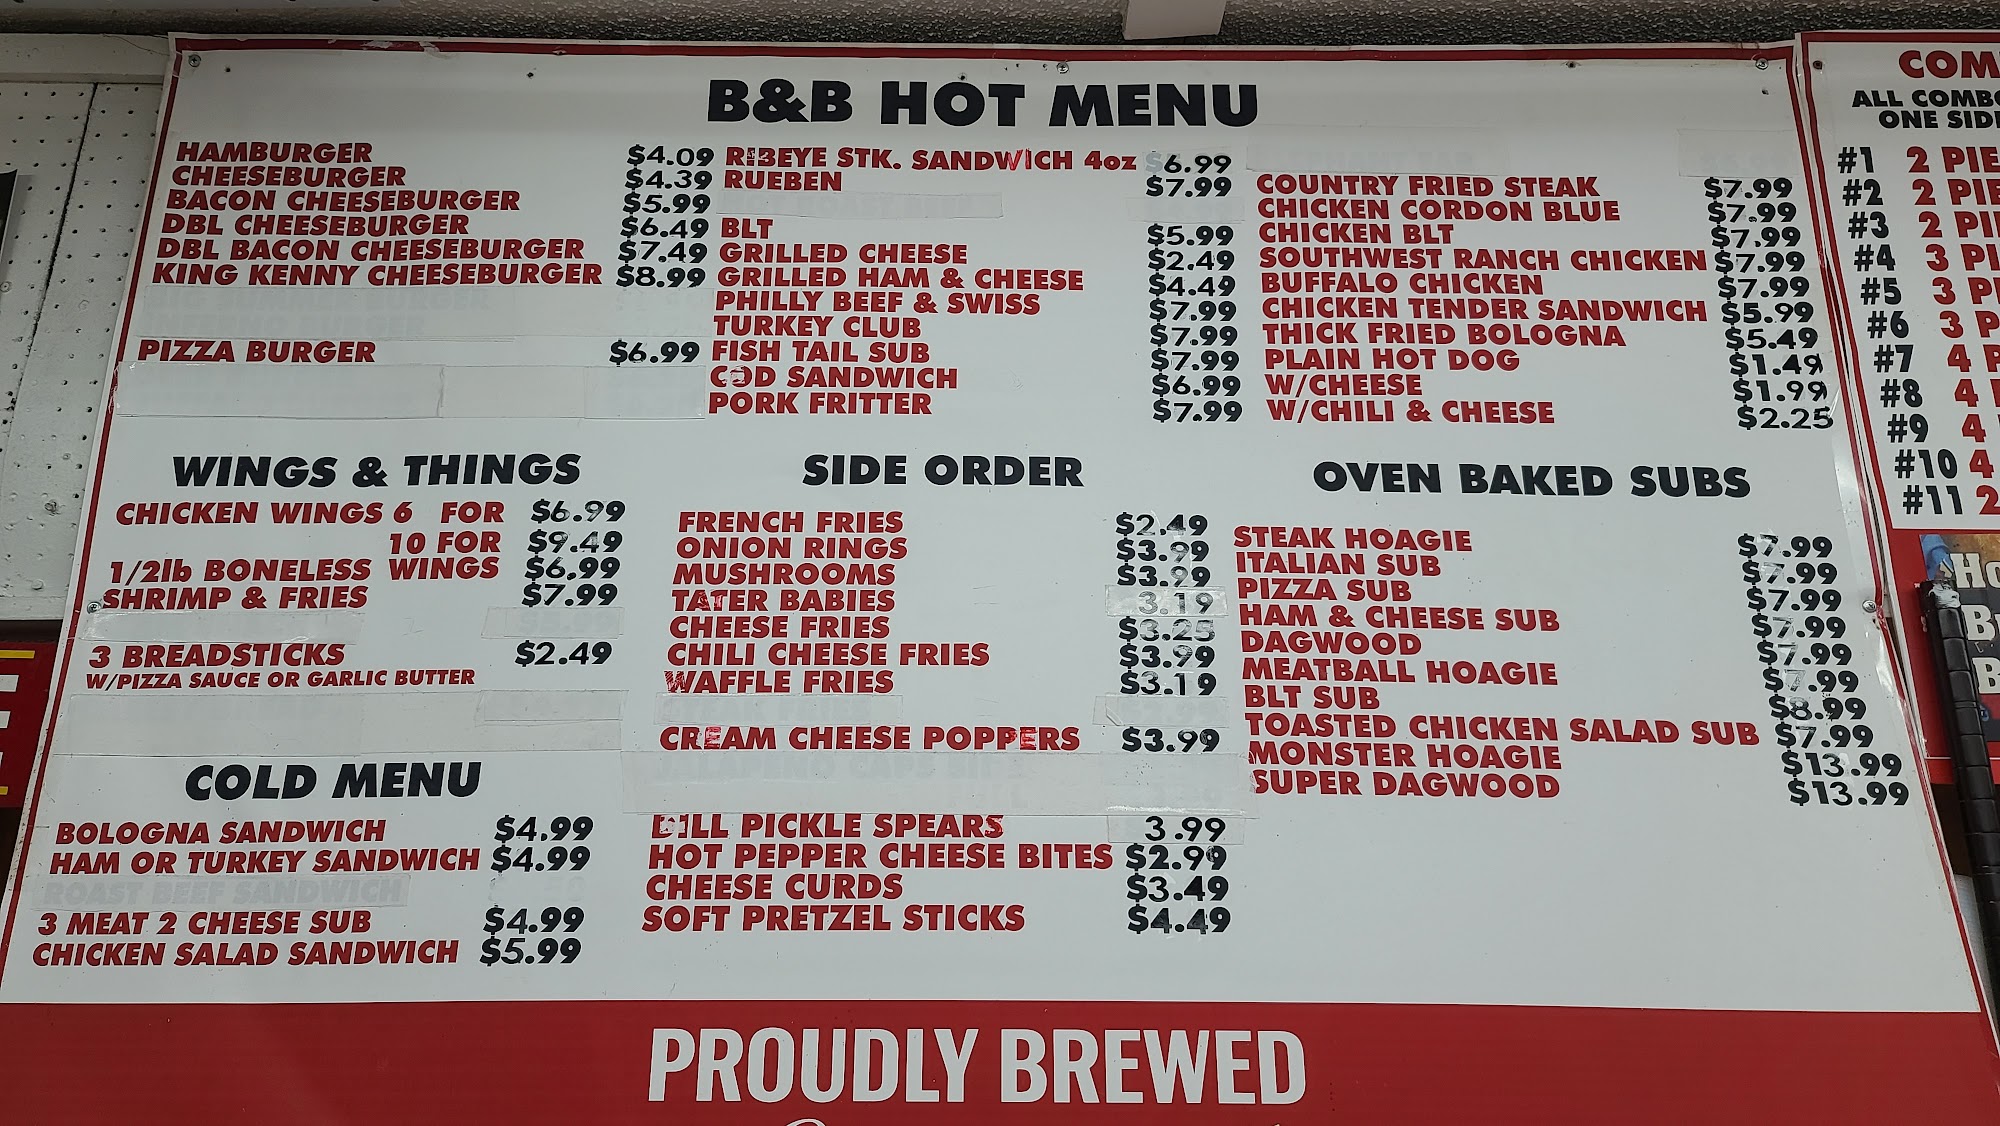 B&B HOT MENU
HAMBURGER $4.09
CHEESEBURGER $4.39
BACON CHEESEBURGER $5.99
DBL CHEESEBURGER $6.49
DBL BACON CHEESEBURGER $7.49
KING KENNY CHEESEBURGER $8.99
PIZZA BURGER $6.99
RIBEYE STK. SANDWICH 4oz $6.99
RUEBEN $7.99
BLT $5.99
GRILLED CHEESE $2.49
GRILLED HAM & CHEESE $4.49
PHILLY BEEF & SWISS $7.99
TURKEY CLUB $7.99
FISH TAIL SUB $7.99
COD SANDWICH $6.99
PORK FRITTER $7.99
COUNTRY FRIED STEAK $7.99
CHICKEN CORDON BLUE $7.99
CHICKEN BLT $7.99
SOUTHWEST RANCH CHICKEN $7.99
BUFFALO CHICKEN $7.99
CHICKEN TENDER SANDWICH $5.99
THICK FRIED BOLOGNA $5.49
PLAIN HOT DOG $1.49
W/CHEESE $1.99
W/CHILI & CHEESE $2.25
WINGS & THINGS
CHICKEN WINGS 6 FOR $6.99
10 FOR $9.49
1/2lb BONELESS WINGS $6.99
SHRIMP & FRIES $7.99
3 BREADSTICKS $2.49
W/PIZZA SAUCE OR GARLIC BUTTER
COLD MENU
BOLOGNA SANDWICH $4.99
HAM OR TURKEY SANDWICH $4.99
ROAST BEEF SANDWICH
3 MEAT 2 CHEESE SUB $4.99
CHICKEN SALAD SANDWICH $5.99
SIDE ORDER
FRENCH FRIES $2.49
ONION RINGS $3.99
MUSHROOMS $3.99
TATER BABIES 3.19
CHEESE FRIES $3.25
CHILI CHEESE FRIES $3.99
WAFFLE FRIES $3.19
CREAM CHEESE POPPERS $3.99
DILL PICKLE SPEARS 3.99
HOT PEPPER CHEESE BITES $2.99
CHEESE CURDS $3.49
SOFT PRETZEL STICKS $4.49
OVEN BAKED SUBS
STEAK HOAGIE $7.99
ITALIAN SUB $7.99
PIZZA SUB $7.99
HAM & CHEESE SUB $7.99
DAGWOOD $7.99
MEATBALL HOAGIE $7.99
BLT SUB $8.99
TOASTED CHICKEN SALAD SUB $7.99
MONSTER HOAGIE $13.99
SUPER DAGWOOD $13.99
PROUDLY BREWED
ONE
#1 2
#2 2
#3 2
#4 3
#5 3
#6 3
#7 4
#8 4
#9 4
#10 4
#11 2